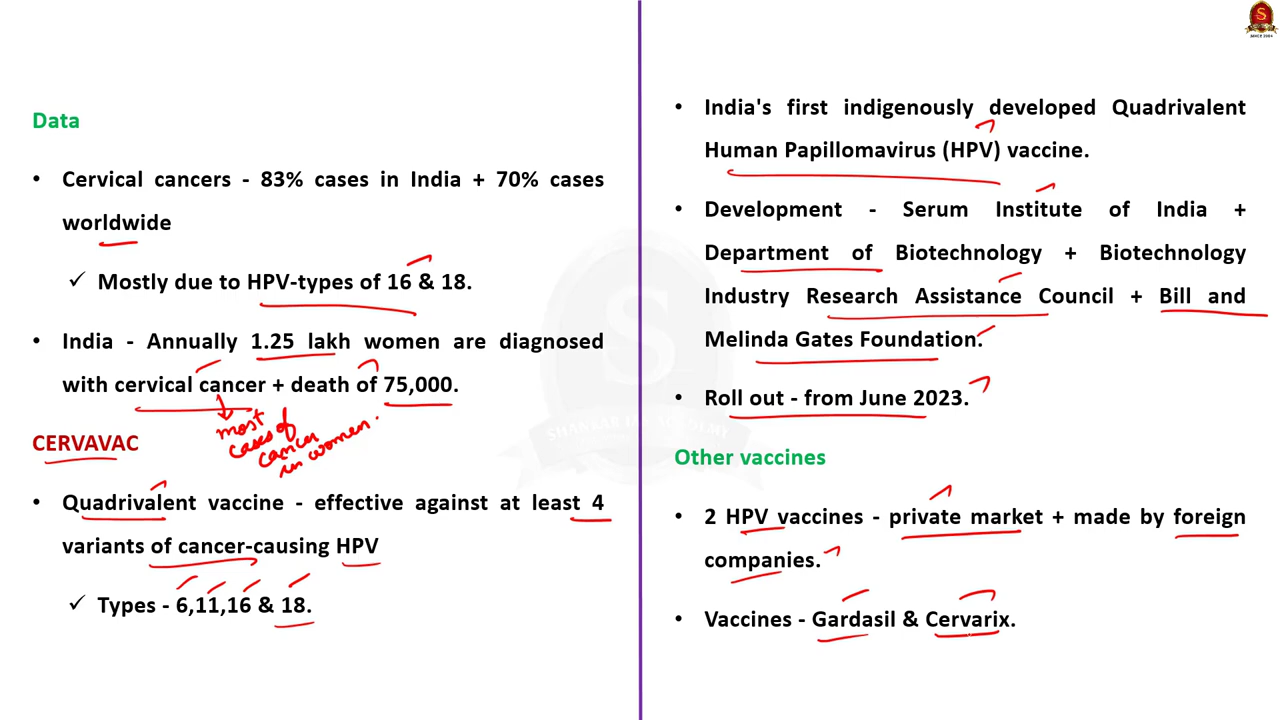 Data
• Cervical cancers - 83% cases in India + 70% cases
worldwide
✓ Mostly due to HPV-types of 16 & 18.
• India - Annually 1.25 lakh women are diagnosed
with cervical cancer + death of 75,000.
most
cases of
cancer
in women.
CERVAVAC
• Quadrivalent vaccine - effective against at least 4
variants of cancer-causing HPV
✓ Types - 6,11,16 & 18.
• India's first indigenously developed Quadrivalent
Human Papillomavirus (HPV) vaccine.
• Development - Serum Institute of India +
Department of Biotechnology + Biotechnology
Industry Research Assistance Council + Bill and
Melinda Gates Foundation.
• Roll out - from June 2023.
Other vaccines
• 2 HPV vaccines - private market + made by foreign
companies.
• Vaccines - Gardasil & Cervarix.
S
SINCE 2004